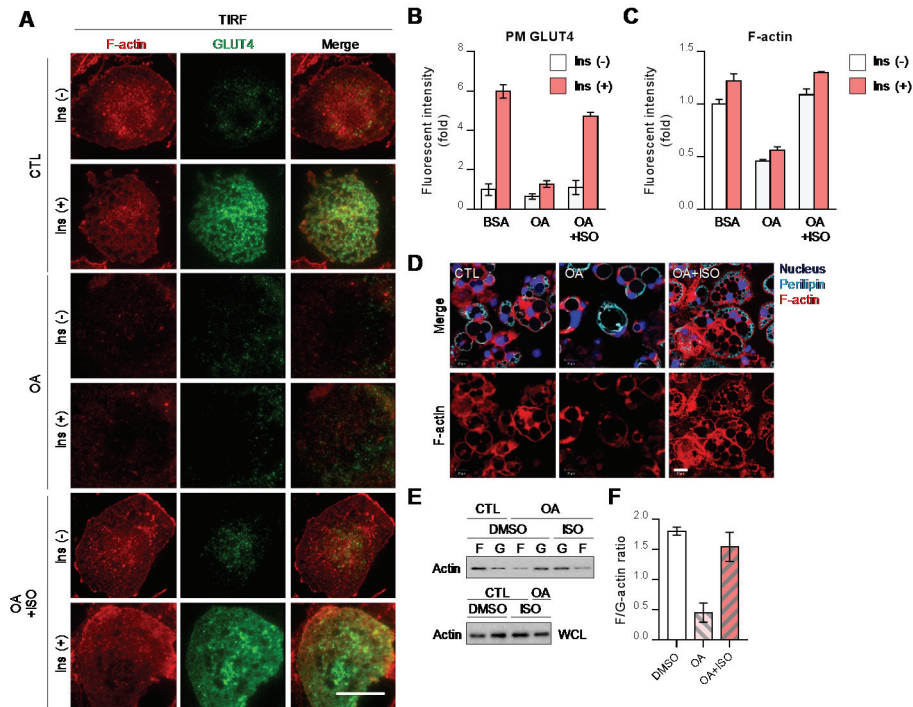 A
TIRF
F-actin GLUT4 Merge
CTL
Ins (-)
Ins (+)
OA
Ins (-)
Ins (+)
OA
+ISO
Ins (-)
Ins (+)
B
PM GLUT4
Ins (-)
Ins (+)
Fluorescent intensity
(fold)
8
6
4
2
0
BSA OA OA
+ISO
C
F-actin
Ins (-)
Ins (+)
Fluorescent intensity
(fold)
1.5
1.0
0.5
0.0
BSA OA OA
+ISO
D
CTL OA OA+ISO
Nucleus
Perilipin
F-actin
Merge
F-actin
E
CTL OA
DMSO ISO
F G F G G F
Actin
CTL OA
DMSO ISO
Actin WCL
F
F/G-actin ratio
2.0
1.5
1.0
0.5
0.0
DMSO OA OA+ISO